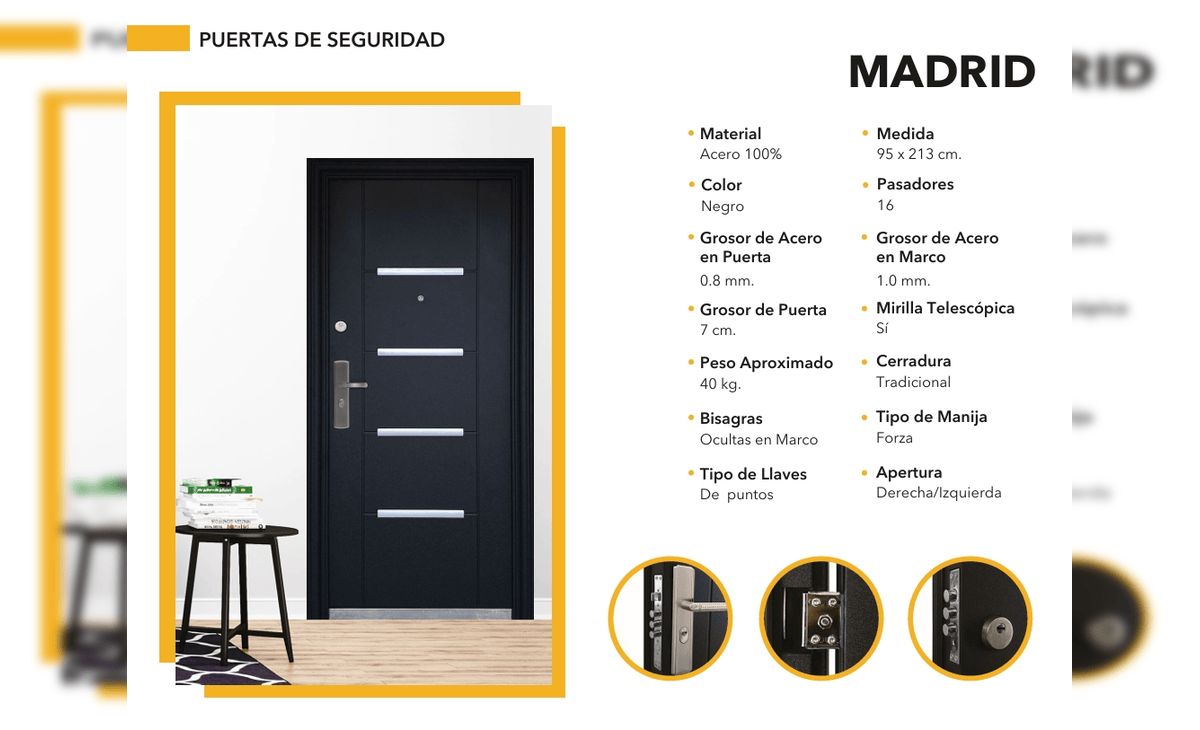 PUERTAS DE SEGURIDAD
MADRID
Material
Acero 100%
Color
Negro
Grosor de Acero
en Puerta
0.8 mm.
Grosor de Puerta
7 cm.
Peso Aproximado
40 kg.
Bisagras
Ocultas en Marco
Tipo de Llaves
De puntos
Medida
95 x 213 cm.
Pasadores
16
Grosor de Acero
en Marco
1.0 mm.
Mirilla Telescópica
Sí
Cerradura
Tradicional
Tipo de Manija
Forza
Apertura
Derecha/Izquierda